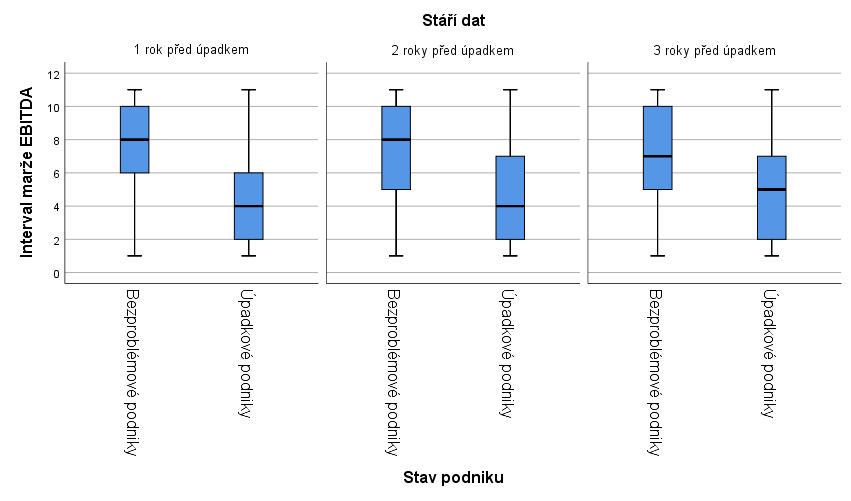 Stáří dat
1 rok před úpadkem
2 roky před úpadkem
3 roky před úpadkem
Interval marže EBITDA
12
10
8
6
4
2
0
Bezproblémové podniky
Úpadkové podniky
Bezproblémové podniky
Úpadkové podniky
Bezproblémové podniky
Úpadkové podniky
Stav podniku